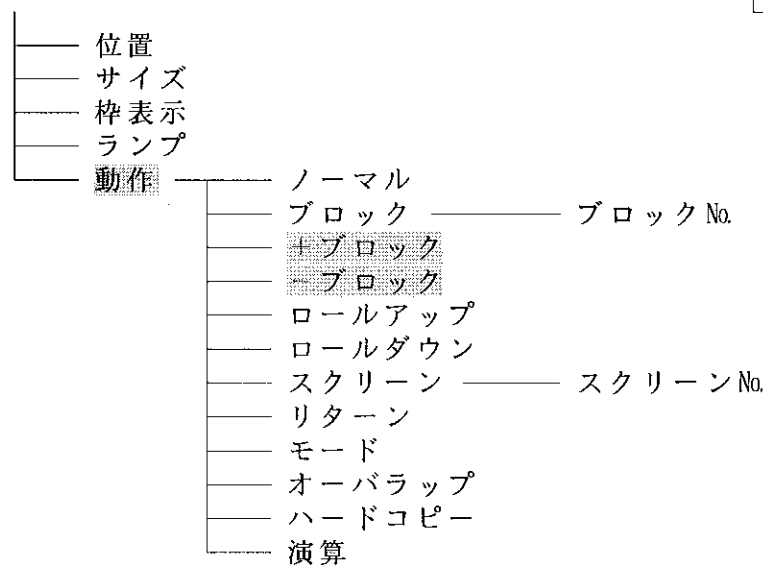 位置
サイズ
枠表示
ランプ
動作 ノーマル
ブロック ブロック№
+ブロック
-ブロック
ロールアップ
ロールダウン
スクリーン スクリーン№
リターン
モード
オーバラップ
ハードコピー
演算